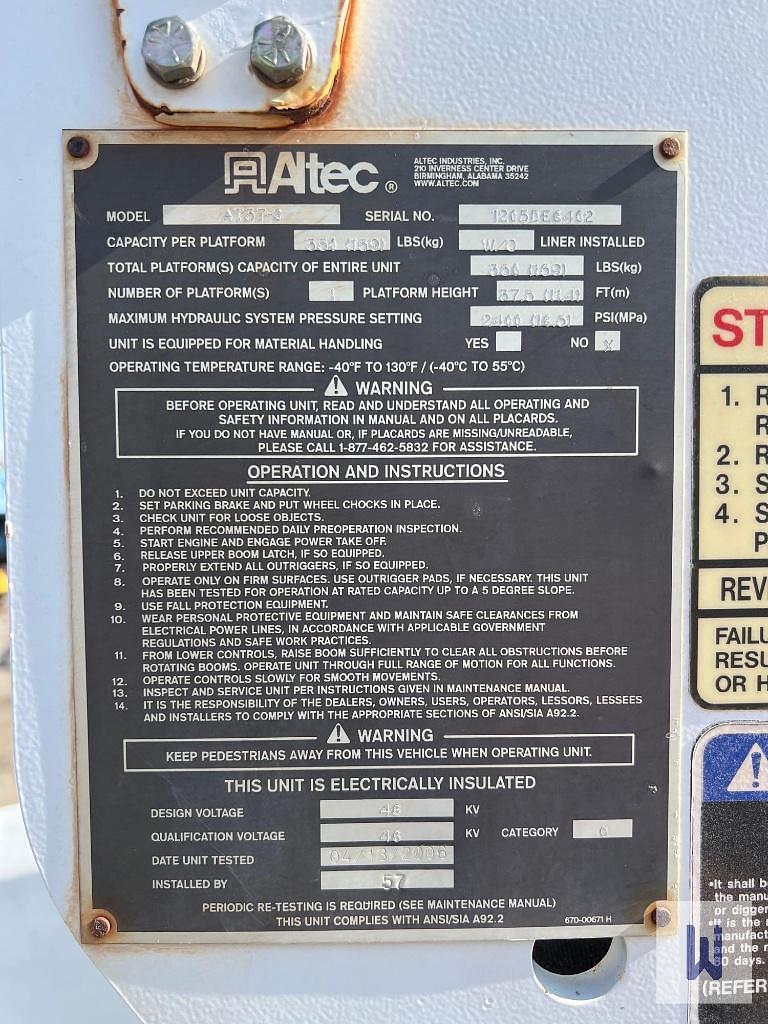 Altec®
ALTEC INDUSTRIES, INC.
210 INVERNESS CENTER DRIVE
BIRMINGHAM, ALABAMA 35242
WWW.ALTEC.COM
MODEL AT37-G SERIAL NO.
CAPACITY PER PLATFORM 350 (159) LBS(kg) W/O LINER INSTALLED
TOTAL PLATFORM(S) CAPACITY OF ENTIRE UNIT 350 (159) LBS(kg)
NUMBER OF PLATFORM(S) 1 PLATFORM HEIGHT 37.5 (11.4) FT(m)
MAXIMUM HYDRAULIC SYSTEM PRESSURE SETTING 2400 (16.5) PSI(MPa)
UNIT IS EQUIPPED FOR MATERIAL HANDLING YES NO X
OPERATING TEMPERATURE RANGE: -40°F TO 130°F / (-40°C TO 55°C)
WARNING
BEFORE OPERATING UNIT, READ AND UNDERSTAND ALL OPERATING AND
SAFETY INFORMATION IN MANUAL AND ON ALL PLACARDS.
IF YOU DO NOT HAVE MANUAL OR, IF PLACARDS ARE MISSING/UNREADABLE,
PLEASE CALL 1-877-462-5832 FOR ASSISTANCE.
OPERATION AND INSTRUCTIONS
1. DO NOT EXCEED UNIT CAPACITY.
2. SET PARKING BRAKE AND PUT WHEEL CHOCKS IN PLACE.
3. CHECK UNIT FOR LOOSE OBJECTS.
4. PERFORM RECOMMENDED DAILY PREOPERATION INSPECTION.
5. START ENGINE AND ENGAGE POWER TAKE OFF.
6. RELEASE UPPER BOOM LATCH, IF SO EQUIPPED.
7. PROPERLY EXTEND ALL OUTRIGGERS, IF SO EQUIPPED.
8. OPERATE ONLY ON FIRM SURFACES. USE OUTRIGGER PADS, IF NECESSARY. THIS UNIT
HAS BEEN TESTED FOR OPERATION AT RATED CAPACITY UP TO A 5 DEGREE SLOPE.
9. USE FALL PROTECTION EQUIPMENT.
10. WEAR PERSONAL PROTECTIVE EQUIPMENT AND MAINTAIN SAFE CLEARANCES FROM
ELECTRICAL POWER LINES, IN ACCORDANCE WITH APPLICABLE GOVERNMENT
REGULATIONS AND SAFE WORK PRACTICES.
11. FROM LOWER CONTROLS, RAISE BOOM SUFFICIENTLY TO CLEAR ALL OBSTRUCTIONS BEFORE
ROTATING BOOMS. OPERATE UNIT THROUGH FULL RANGE OF MOTION FOR ALL FUNCTIONS.
12. OPERATE CONTROLS SLOWLY FOR SMOOTH MOVEMENTS.
13. INSPECT AND SERVICE UNIT PER INSTRUCTIONS GIVEN IN MAINTENANCE MANUAL.
14. IT IS THE RESPONSIBILITY OF THE DEALERS, OWNERS, USERS, OPERATORS, LESSORS, LESSEES
AND INSTALLERS TO COMPLY WITH THE APPROPRIATE SECTIONS OF ANSI/SIA A92.2.
WARNING
KEEP PEDESTRIANS AWAY FROM THIS VEHICLE WHEN OPERATING UNIT.
THIS UNIT IS ELECTRICALLY INSULATED
DESIGN VOLTAGE 46 KV
QUALIFICATION VOLTAGE 46 KV CATEGORY C
DATE UNIT TESTED 04/13/2006
INSTALLED BY 57
PERIODIC RE-TESTING IS REQUIRED (SEE MAINTENANCE MANUAL)
THIS UNIT COMPLIES WITH ANSI/SIA A92.2
670-00671 H
ST
1. R
R
2. R
3. S
4. S
P
REV
FAILU
RESU
OR H
•It shall b
the manu
or digger
•It is the
manufact
and the
days.
(REFER
W